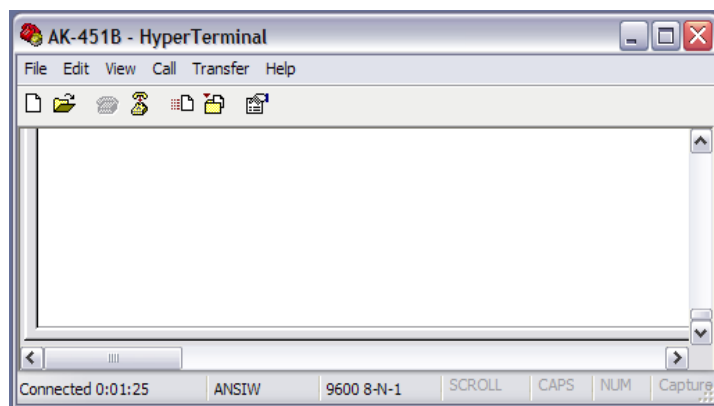 AK-451B - HyperTerminal
File Edit View Call Transfer Help
Connected 0:01:25 ANSIW 9600 8-N-1 SCROLL CAPS NUM Capture